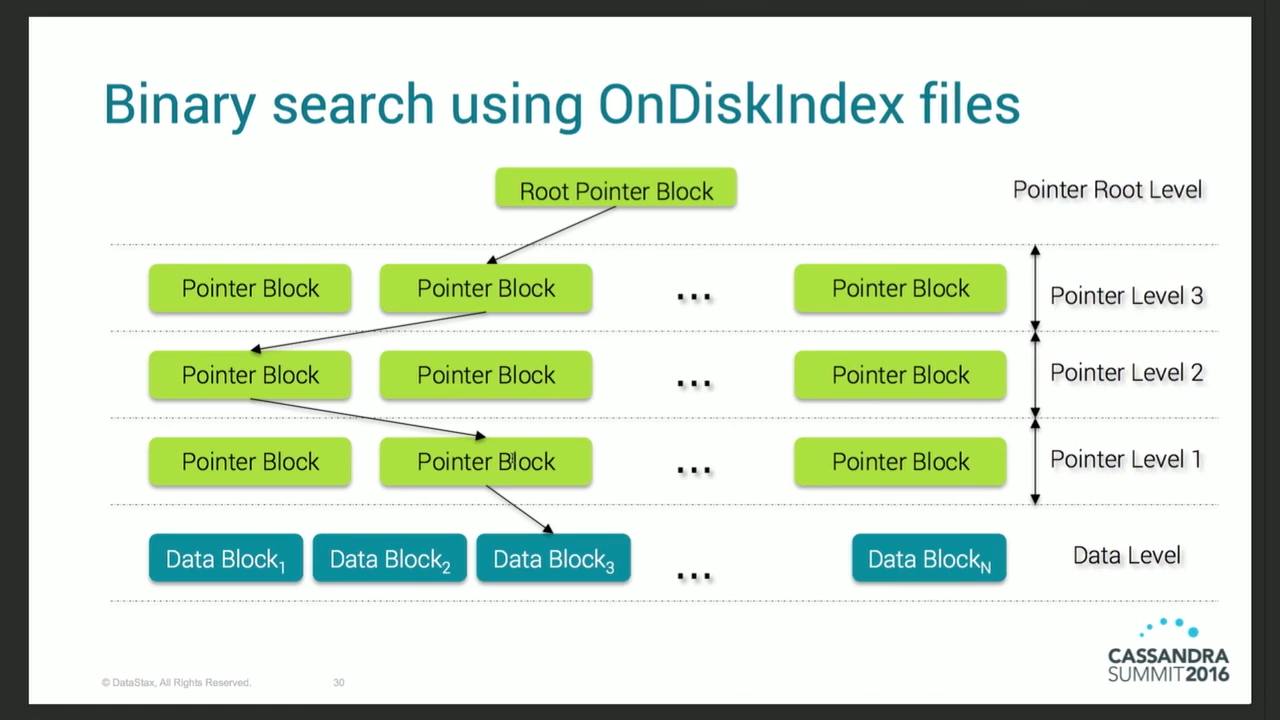 Binary search using OnDiskIndex files
Root Pointer Block
Pointer Root Level
Pointer Block
Pointer Block
...
Pointer Block
Pointer Level 3
Pointer Block
Pointer Block
...
Pointer Block
Pointer Level 2
Pointer Block
Pointer Block
...
Pointer Block
Pointer Level 1
Data Block1
Data Block2
Data Block3
...
Data BlockN
Data Level
CASSANDRA
SUMMIT2016
© DataStax, All Rights Reserved.
30